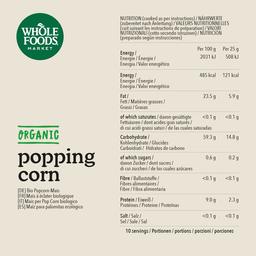 WHOLE
FOODS
MARKET
ORGANIC
popping
corn
[DE] Bio Popcorn-Mais
[FR] Maïs à éclater biologique
[IT] Mais per Pop Corn biologico
[ES] Maíz para palomitas ecológico
NUTRITION (cooked as per instructions) / NÄHRWERTE
(zubereitet nach Anleitung) / VALEURS NUTRITIONNELLES
(cuit suivant les instructions de préparation) / VALORI
NUTRIZIONALI (cotto secondo istruzioni) / NUTRICIÓN
(preparado según instrucciones)
Per 100 g Per 25 g
Energy / 2031 kJ 508 kJ
Energie / Énergie /
Energia / Valor energético
Energy / 485 kcal 121 kcal
Energie / Énergie /
Energia / Valor energético
Fat / 23.5 g 5.9 g
Fett / Matières grasses /
Grassi / Grasas
of which saturates / davon gesättigte <0.1 g <0.1 g
Fettsäuren / dont acides gras saturés /
di cui acidi grassi saturi / de las cuales saturadas
Carbohydrate / 59.3 g 14.8 g
Kohlenhydrate / Glucides
Carboidrati / Hidratos de carbono
of which sugars / 0.6 g 0.2 g
davon Zucker / dont sucres /
di cui zuccheri / de los cuales azúcares
Fibre / Ballaststoffe / <0.1 g <0.1 g
Fibres alimentaires /
Fibre / Fibra alimentaria
Protein / Eiweiß / 9.0 g 2.3 g
Protéines / Proteine / Proteínas
Salt / Salz / <0.1 g <0.1 g
Sel / Sale / Sal
10 servings / Portionen / portions / porzioni / porciones